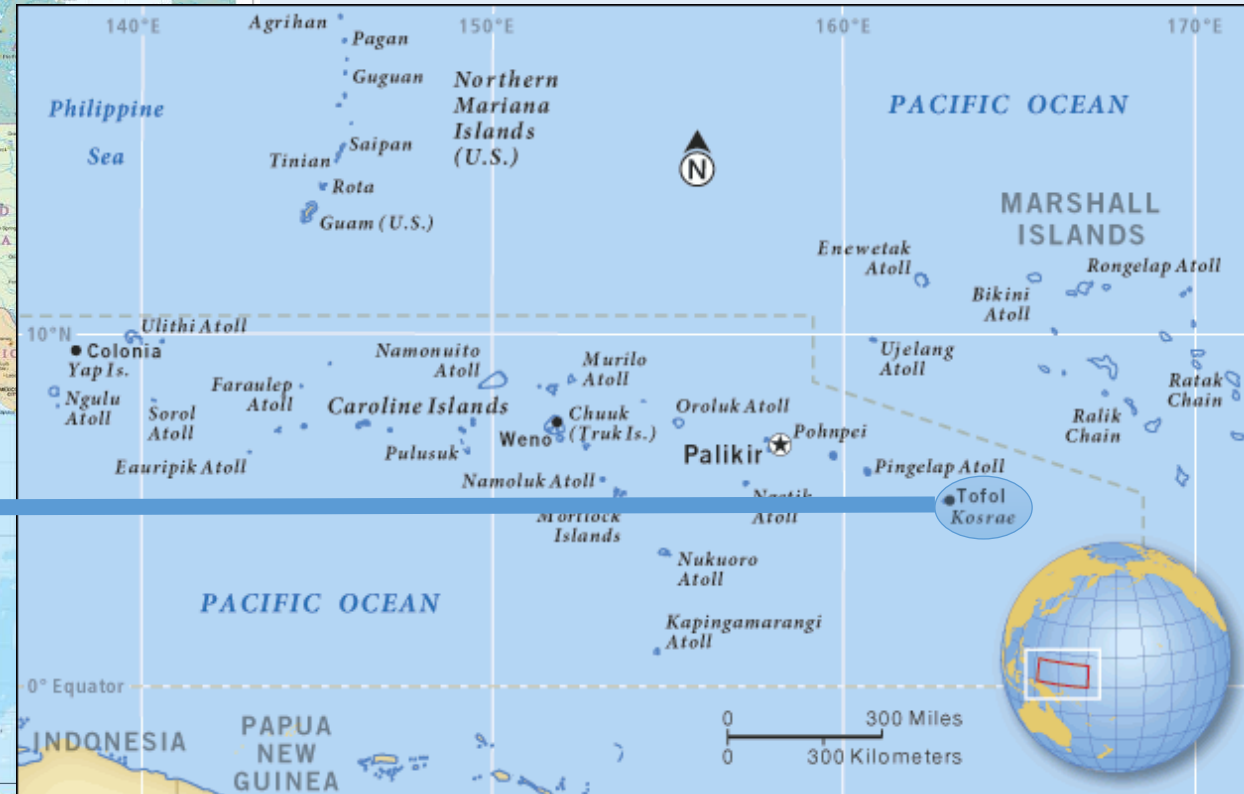 140°E
150°E
160°E
170°E
Agrihan
Pagan
Guguan
Northern
Mariana
Islands
(U.S.)
Philippine
Sea
PACIFIC OCEAN
Saipan
Tinian
Rota
Guam (U.S.)
N
MARSHALL
ISLANDS
Enewetak
Atoll
Rongelap Atoll
Bikini
Atoll
10°N
Ulithi Atoll
Colonia
Yap Is.
Ngulu
Atoll
Sorol
Atoll
Faraulep
Atoll
Eauripik Atoll
Namonuito
Atoll
Caroline Islands
Pulusuk
Murilo
Atoll
Weno
Chuuk
(Truk Is.)
Oroluk Atoll
Palikir
Pohnpei
Ujelang
Atoll
Ralik
Chain
Ratak
Chain
Pingelap Atoll
Namoluk Atoll
Mortlock
Islands
Ngatik
Atoll
Tofol
Kosrae
Nukuoro
Atoll
PACIFIC OCEAN
Kapingamarangi
Atoll
0° Equator
INDONESIA
PAPUA
NEW
GUINEA
0 300 Miles
0 300 Kilometers